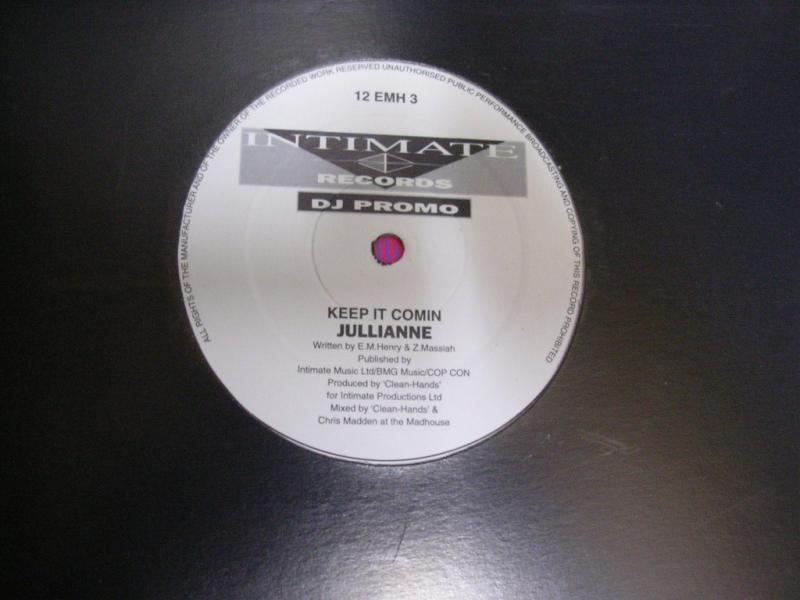 ALL RIGHTS OF THE MANUFACTURER AND OF THE OWNER OF THE RECORDED WORK RESERVED UNAUTHORISED PUBLIC PERFORMANCE BROADCASTING AND COPYING OF THIS RECORD PROHIBITED
12 EMH 3
INTIMATE
RECORDS
DJ PROMO
KEEP IT COMIN
JULLIANNE
Written by E.M.Henry & Z.Massiah
Published by
Intimate Music Ltd/BMG Music/COP CON
Produced by 'Clean-Hands'
for Intimate Productions Ltd
Mixed by 'Clean-Hands' &
Chris Madden at the Madhouse